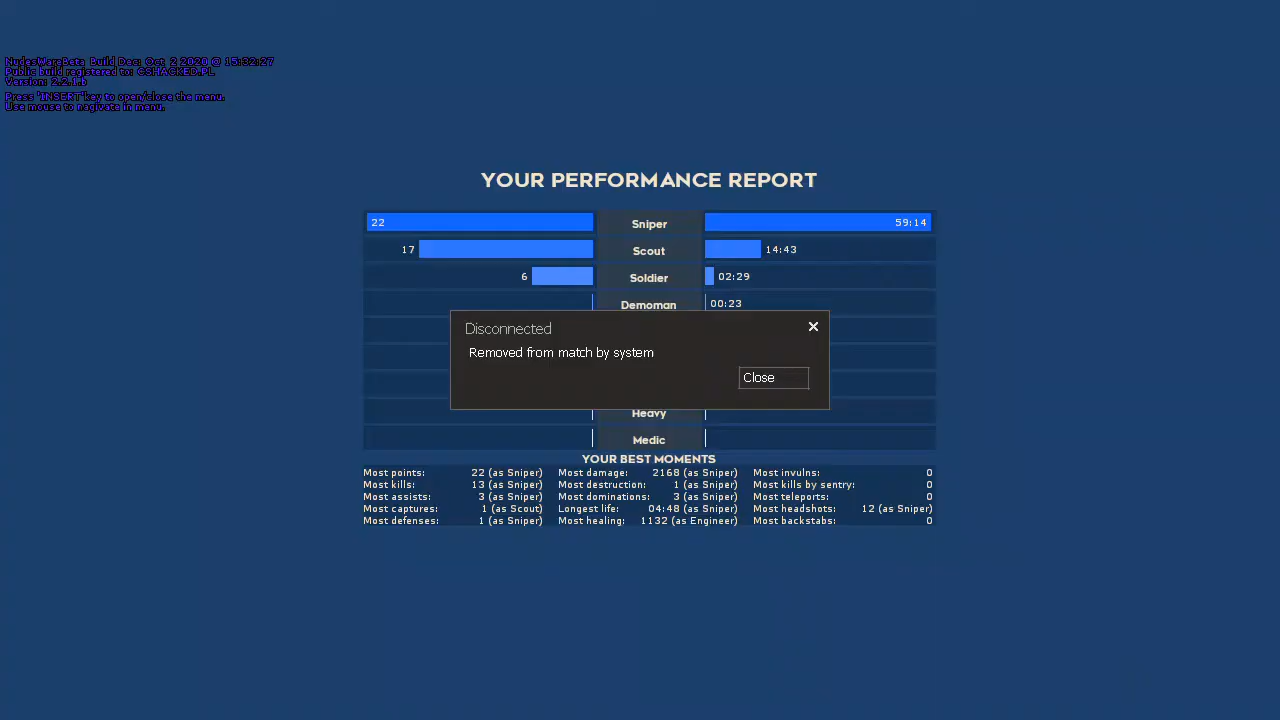 NudesWareBeta Build Dec: Oct 2 2020 @ 15:32:27
Public build registered to: GSHACKED.PL
Version: 2.2.1.b
Press 'INSERT'key to open/close the menu.
Use mouse to nagivate in menu.
YOUR PERFORMANCE REPORT
22 Sniper 59:14
17 Scout 14:43
6 Soldier 02:29
Demoman 00:23
Disconnected
Removed from match by system
Close
Heavy
Medic
YOUR BEST MOMENTS
Most points: 22 (as Sniper) Most damage: 2168 (as Sniper) Most invulns: 0
Most kills: 13 (as Sniper) Most destruction: 1 (as Sniper) Most kills by sentry: 0
Most assists: 3 (as Sniper) Most dominations: 3 (as Sniper) Most teleports: 0
Most captures: 1 (as Scout) Longest life: 04:48 (as Sniper) Most headshots: 12 (as Sniper)
Most defenses: 1 (as Sniper) Most healing: 1132 (as Engineer) Most backstabs: 0